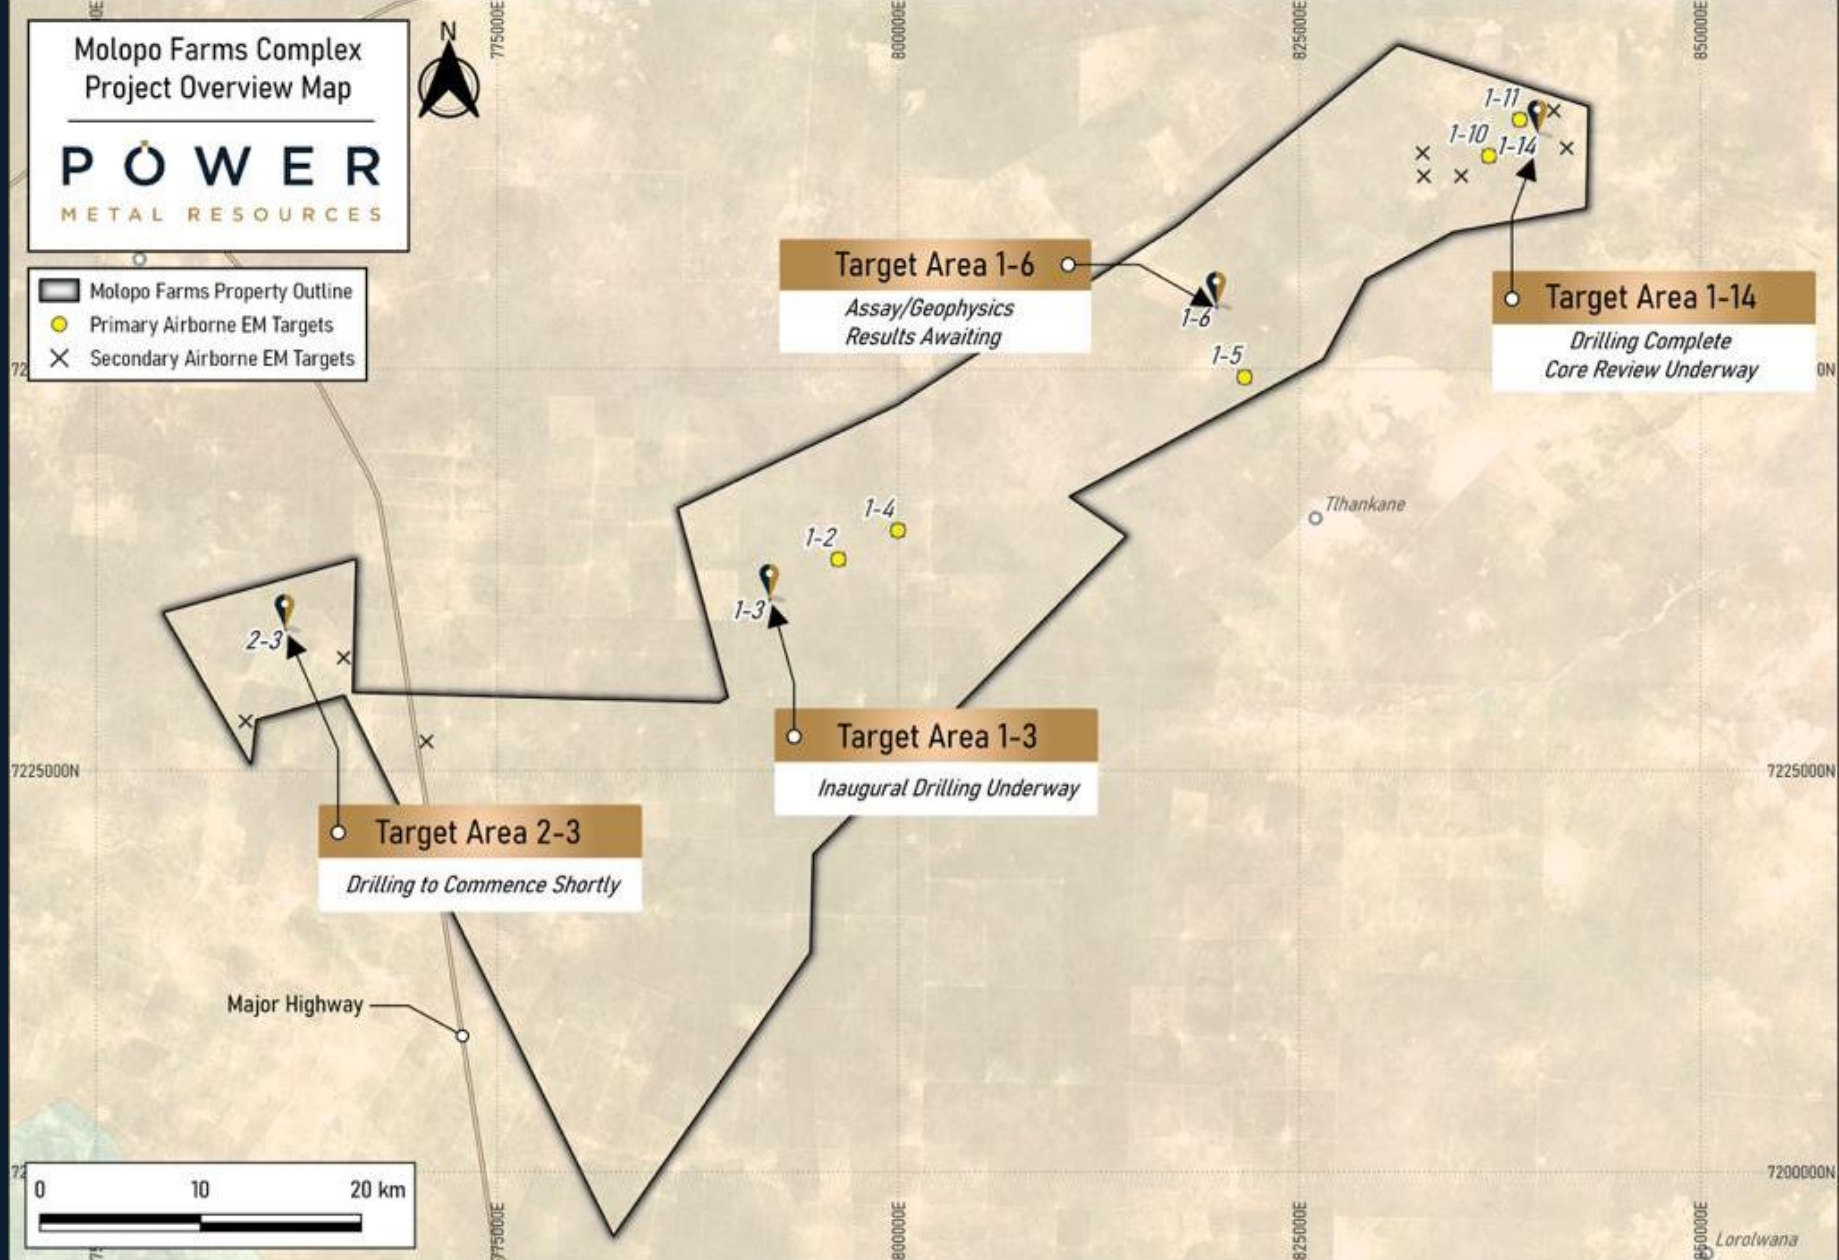 Molopo Farms Complex
Project Overview Map
POWER
METAL RESOURCES
N
Molopo Farms Property Outline
Primary Airborne EM Targets
Secondary Airborne EM Targets
775000E
800000E
825000E
850000E
1-11
1-10
1-14
Target Area 1-6
Assay/Geophysics
Results Awaiting
1-6
1-5
Target Area 1-14
Drilling Complete
Core Review Underway
Tlhankane
1-4
1-2
1-3
2-3
Target Area 1-3
Inaugural Drilling Underway
7225000N
7225000N
Target Area 2-3
Drilling to Commence Shortly
Major Highway
7200000N
0 10 20 km
775000E
800000E
825000E
Lorolwana